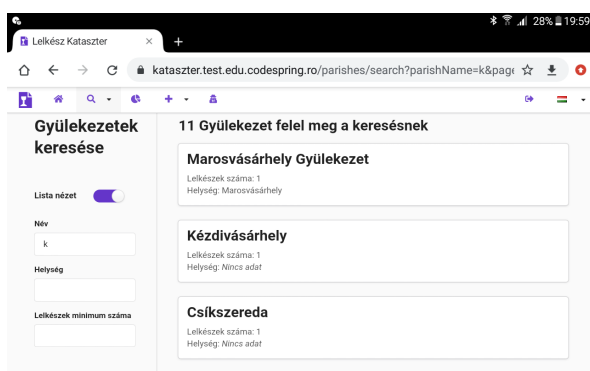 28% 19:59
Lelkész Kataszter
kataszter.test.edu.codespring.ro/parishes/search?parishName=k&page
Gyülekezetek
keresése
Lista nézet
Név
k
Helység
Lelkészek minimum száma
11 Gyülekezet felel meg a keresésnek
Marosvásárhely Gyülekezet
Lelkészek száma: 1
Helység: Marosvásárhely
Kézdivásárhely
Lelkészek száma: 1
Helység: Nincs adat
Csíkszereda
Lelkészek száma: 1
Helység: Nincs adat